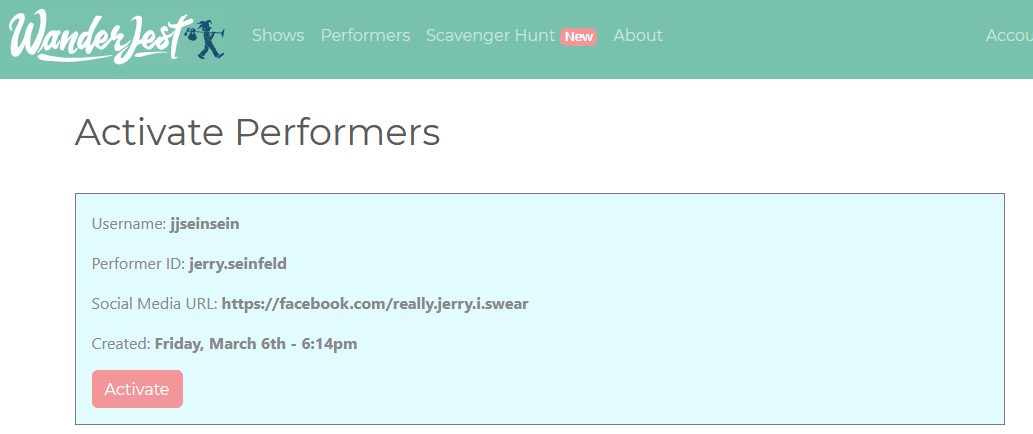 WanderJest Shows Performers Scavenger Hunt New About Accou
Activate Performers
Username: jjseinsein
Performer ID: jerry.seinfeld
Social Media URL: https://facebook.com/really.jerry.i.swear
Created: Friday, March 6th - 6:14pm
Activate